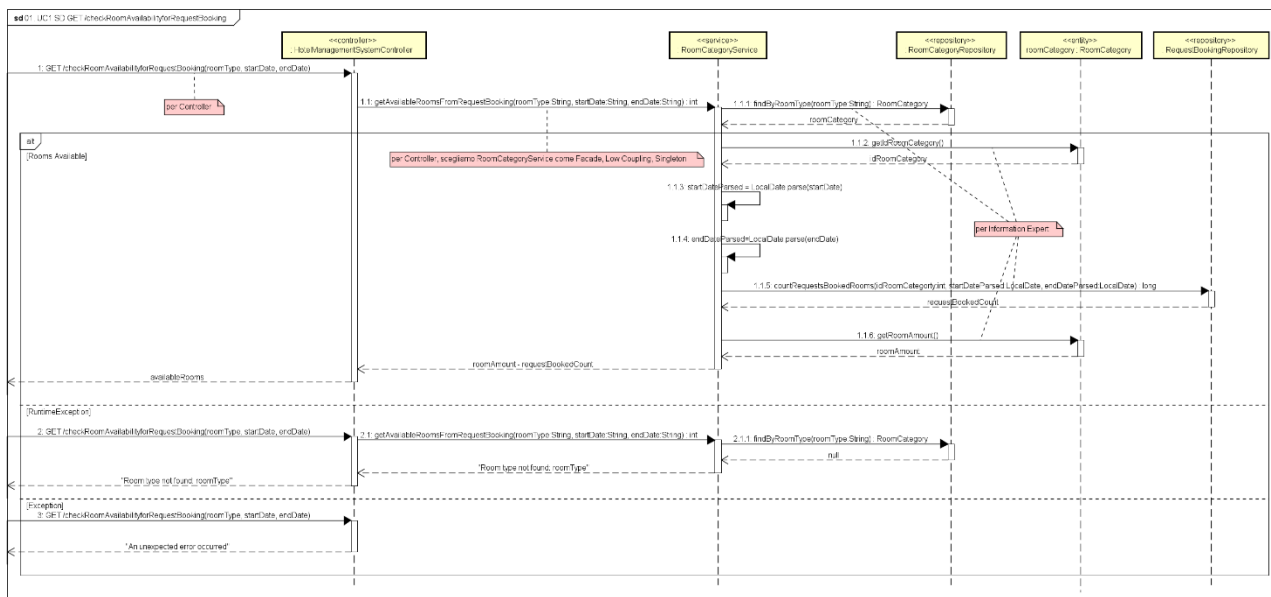 sd 01. UC1 SD GET /checkRoomAvailabilityforRequestBooking
<<controller>>
: HotelManagementSystemController
<<service>>
RoomCategoryService
<<repository>>
RoomCategoryRepository
<<entity>>
roomCategory : RoomCategory
<<repository>>
RequestBookingRepository
1: GET /checkRoomAvailabilityforRequestBooking(roomType, startDate, endDate)
per Controller
1.1: getAvailableRoomsFromRequestBooking(roomType:String, startDate:String, endDate:String) : int
1.1.1: findByRoomType(roomType:String) : RoomCategory
roomCategory
alt
[Rooms Available]
per Controller, scegliamo RoomCategoryService come Facade, Low Coupling, Singleton
1.1.2: getIdRoomCategory()
idRoomCategory
1.1.3: startDateParsed = LocalDate.parse(startDate)
per Information Expert
1.1.4: endDateParsed=LocalDate.parse(endDate)
1.1.5: countRequestsBookedRooms(idRoomCategory:int, startDateParsed:LocalDate, endDateParsed:LocalDate) : long
requestBookedCount
1.1.6: getRoomAmount()
roomAmount
roomAmount - requestBookedCount
availableRooms
[RuntimeException]
2: GET /checkRoomAvailabilityforRequestBooking(roomType, startDate, endDate)
2.1: getAvailableRoomsFromRequestBooking(roomType:String, startDate:String, endDate:String) : int
2.1.1: findByRoomType(roomType:String) : RoomCategory
null
"Room type not found: roomType"
"Room type not found: roomType"
[Exception]
3: GET /checkRoomAvailabilityforRequestBooking(roomType, startDate, endDate)
"An unexpected error occurred"